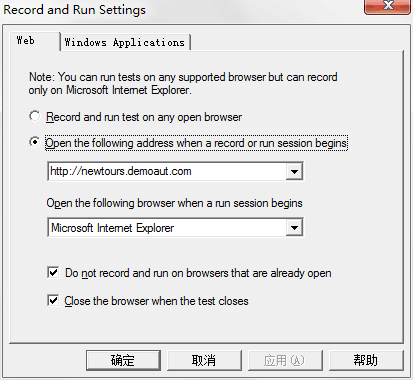 Record and Run Settings
Web
Windows Applications
Note: You can run tests on any supported browser but can record
only on Microsoft Internet Explorer.
Record and run test on any open browser
Open the following address when a record or run session begins
http://newtours.demoaut.com
Open the following browser when a run session begins
Microsoft Internet Explorer
Do not record and run on browsers that are already open
Close the browser when the test closes
确定
取消
应用(A)
帮助